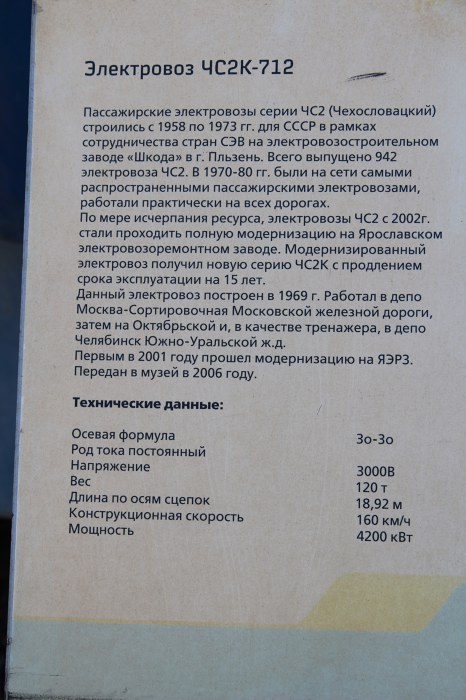 Электровоз ЧС2К-712
Пассажирские электровозы серии ЧС2 (Чехословацкий)
строились с 1958 по 1973 гг. для СССР в рамках
сотрудничества стран СЭВ на электровозостроительном
заводе «Шкода» в г. Пльзень. Всего выпущено 942
электровоза ЧС2. В 1970-80 гг. были на сети самыми
распространенными пассажирскими электровозами,
работали практически на всех дорогах.
По мере исчерпания ресурса, электровозы ЧС2 с 2002г.
стали проходить полную модернизацию на Ярославском
электровозоремонтном заводе. Модернизированный
электровоз получил новую серию ЧС2К с продлением
срока эксплуатации на 15 лет.
Данный электровоз построен в 1969 г. Работал в депо
Москва-Сортировочная Московской железной дороги,
затем на Октябрьской и, в качестве тренажера, в депо
Челябинск Южно-Уральской ж.д.
Первым в 2001 году прошел модернизацию на ЯЭРЗ.
Передан в музей в 2006 году.
Технические данные:
Осевая формула 3о-3о
Род тока постоянный
Напряжение 3000В
Вес 120 т
Длина по осям сцепок 18,92 м
Конструкционная скорость 160 км/ч
Мощность 4200 кВт